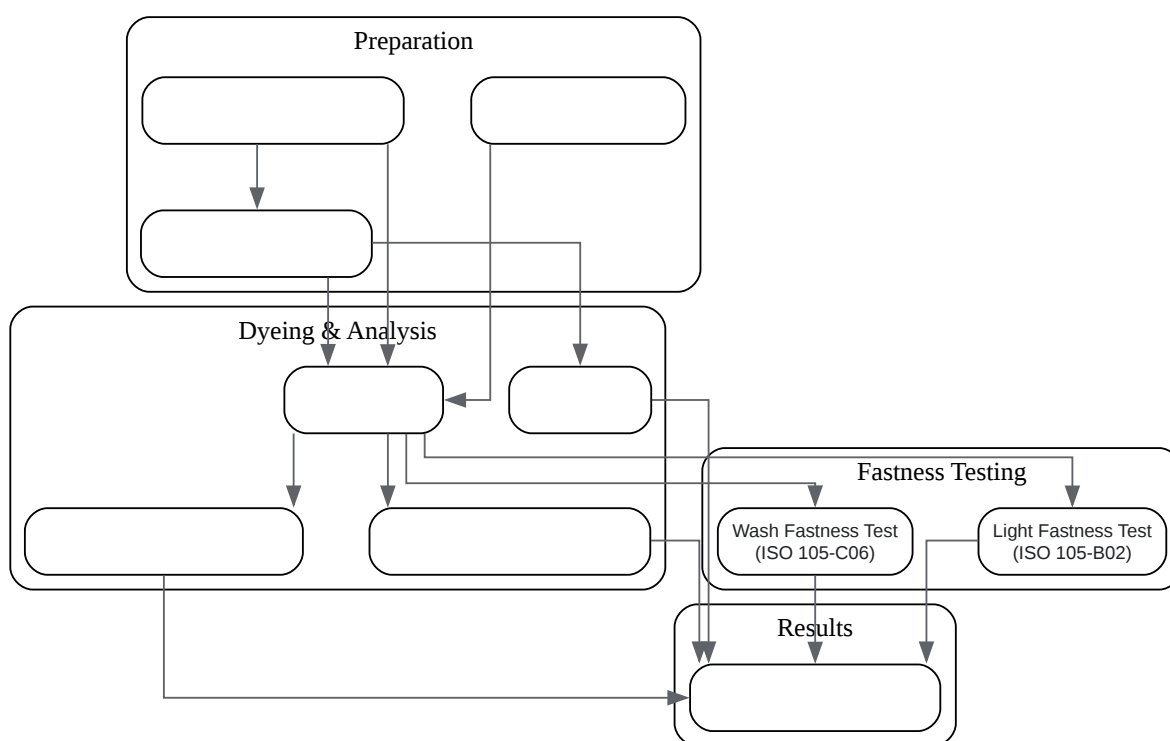 Preparation
Dyeing & Analysis
Fastness Testing
Wash Fastness Test
(ISO 105-C06)
Light Fastness Test
(ISO 105-B02)
Results